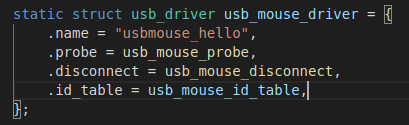 static struct usb_driver usb_mouse_driver = {
    .name = "usbmouse_hello",
    .probe = usb_mouse_probe,
    .disconnect = usb_mouse_disconnect,
    .id_table = usb_mouse_id_table,
};